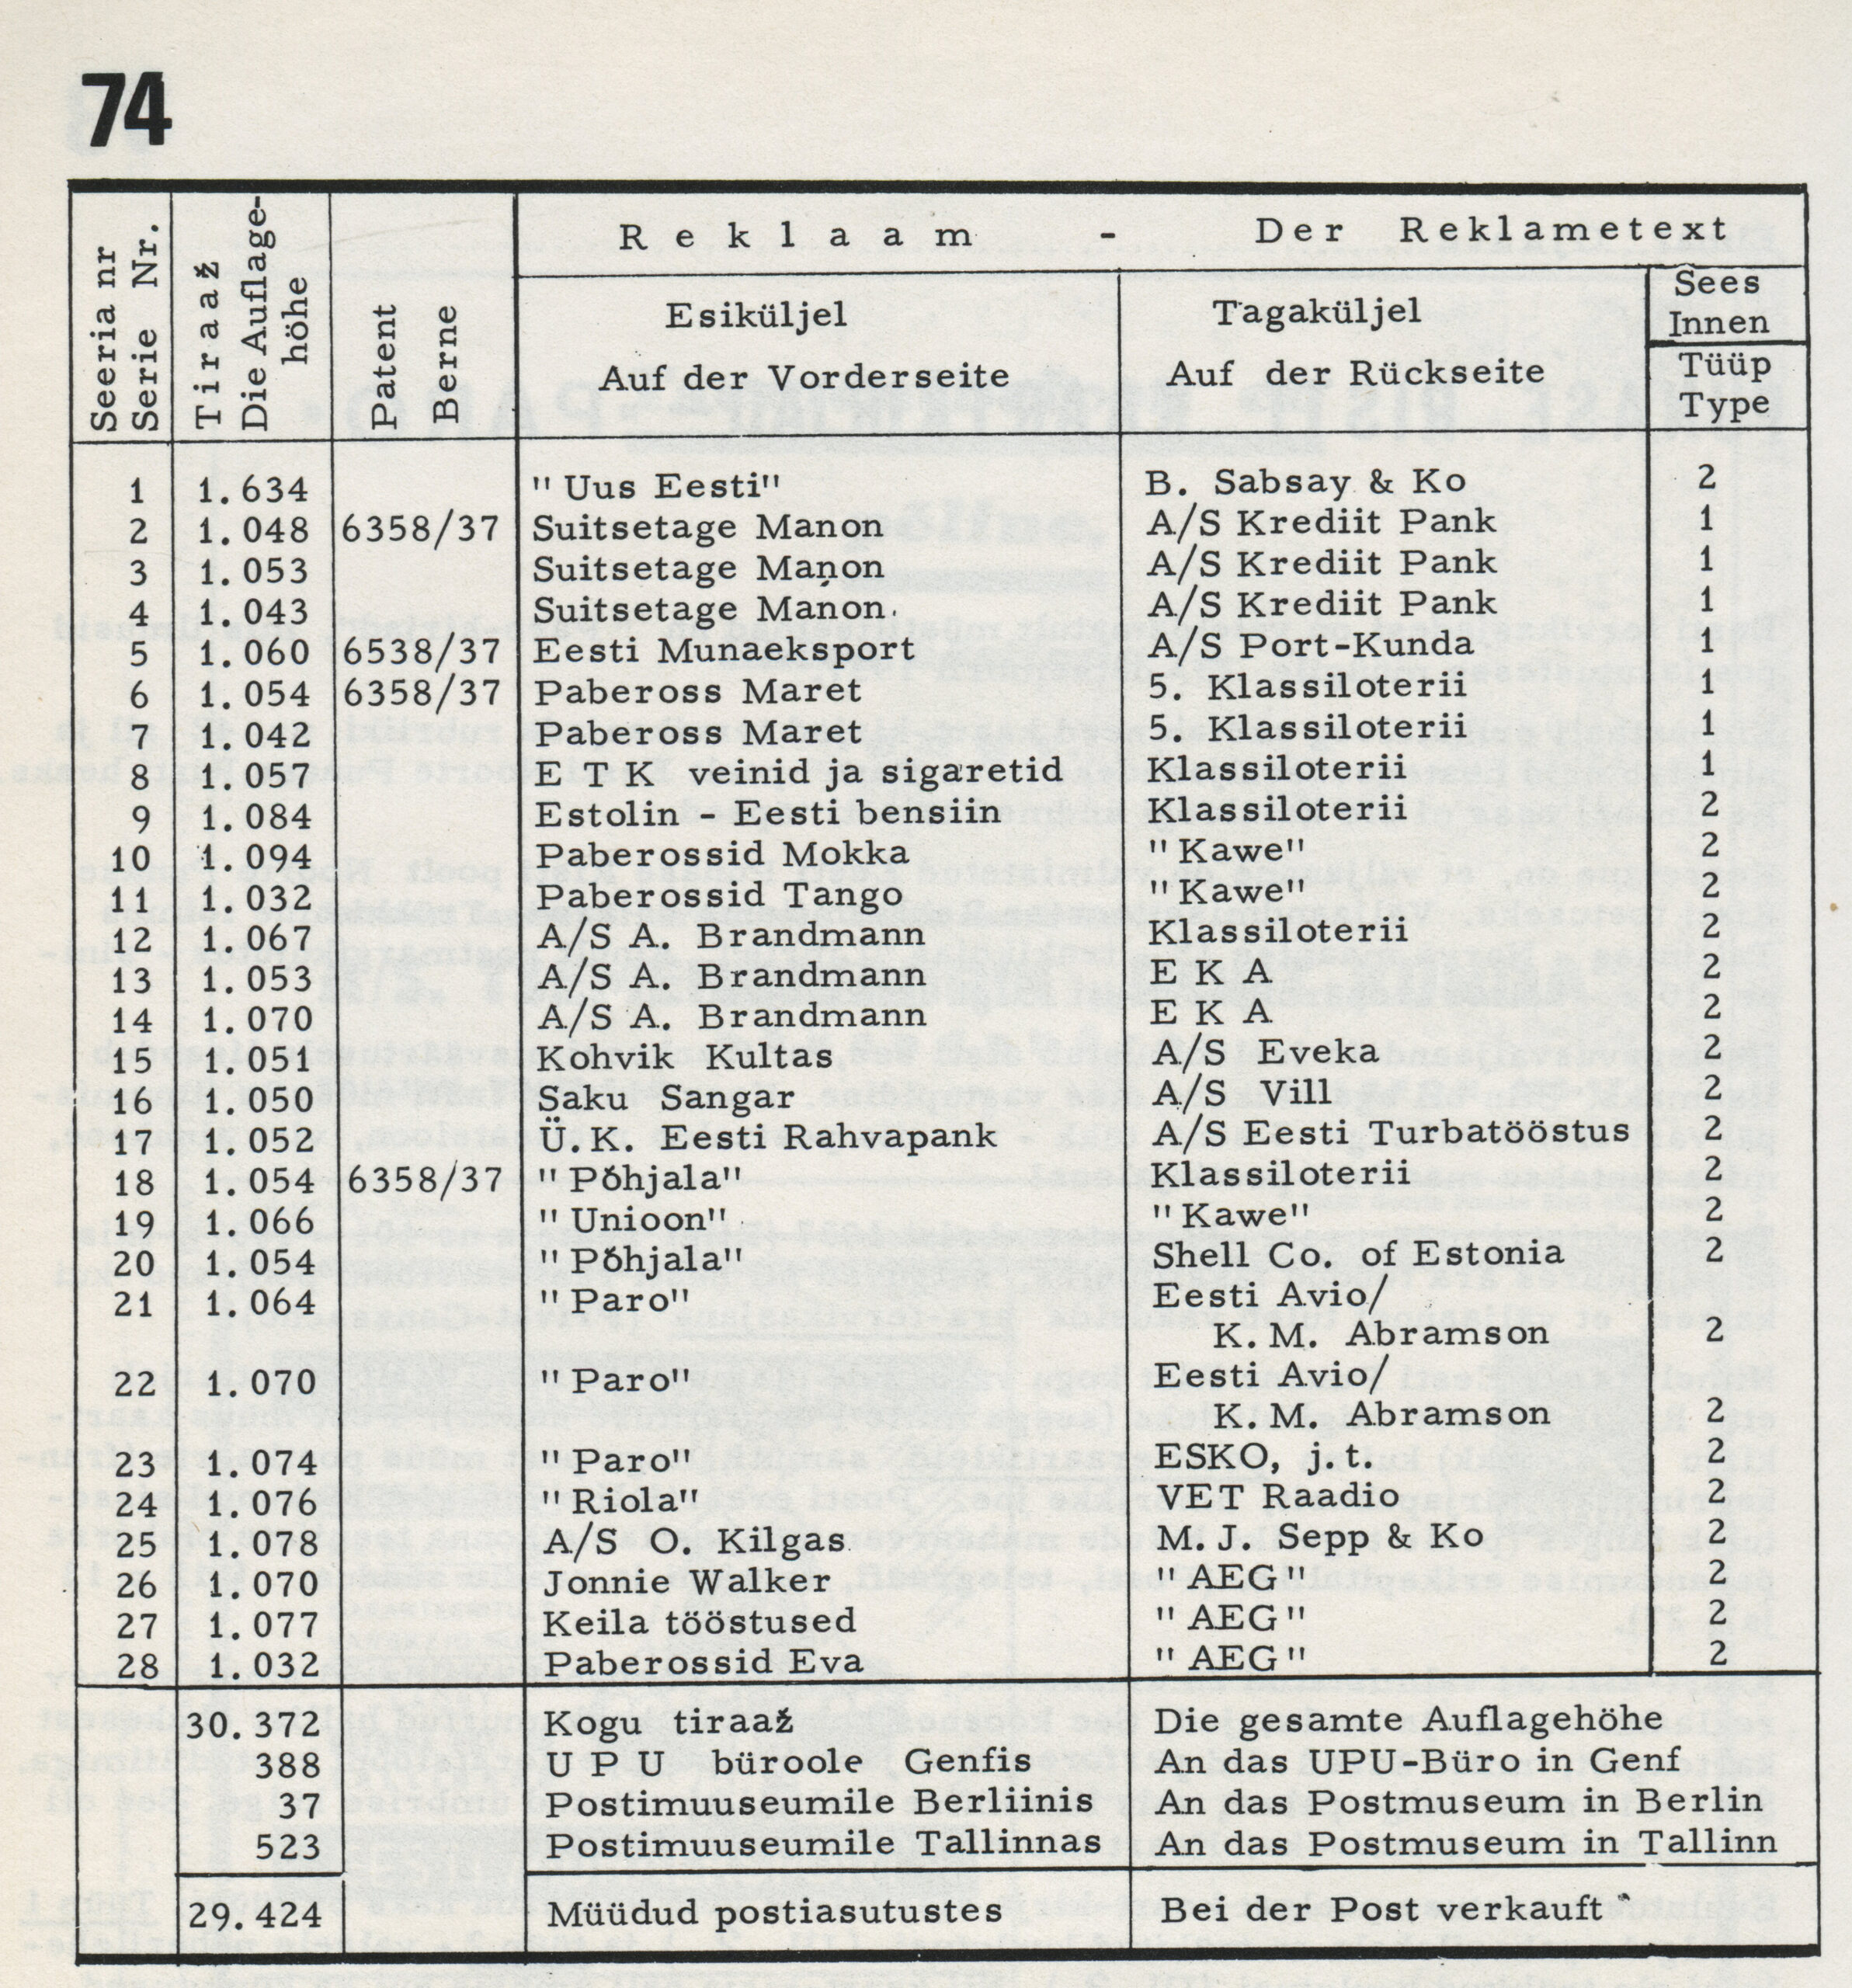 74
Seeria nr
Serie Nr.
Tiraaž
Die Auflage-
höhe
Patent
Berne
Reklaam - Der Reklametext
Esiküljel
Auf der Vorderseite
Tagaküljel
Auf der Rückseite
Sees
Innen
Tüüp
Type
1 1.634 "Uus Eesti" B. Sabsay & Ko 2
2 1.048 6358/37 Suitsetage Manon A/S Krediit Pank 1
3 1.053 Suitsetage Manon A/S Krediit Pank 1
4 1.043 Suitsetage Manon A/S Krediit Pank 1
5 1.060 6538/37 Eesti Munaeksport A/S Port-Kunda 1
6 1.054 6358/37 Pabeross Maret 5. Klassiloterii 1
7 1.042 Pabeross Maret 5. Klassiloterii 1
8 1.057 E T K veinid ja sigaretid Klassiloterii 1
9 1.084 Estolin - Eesti bensiin Klassiloterii 2
10 1.094 Paberossid Mokka "Kawe" 2
11 1.032 Paberossid Tango "Kawe" 2
12 1.067 A/S A. Brandmann Klassiloterii 2
13 1.053 A/S A. Brandmann E K A 2
14 1.070 A/S A. Brandmann E K A 2
15 1.051 Kohvik Kultas A/S Eveka 2
16 1.050 Saku Sangar A/S Vill 2
17 1.052 Ü.K. Eesti Rahvapank A/S Eesti Turbatööstus 2
18 1.054 6358/37 "Põhjala" Klassiloterii 2
19 1.066 "Unioon" "Kawe" 2
20 1.054 "Põhjala" Shell Co. of Estonia 2
21 1.064 "Paro" Eesti Avio/
K.M. Abramson 2
22 1.070 "Paro" Eesti Avio/
K.M. Abramson 2
23 1.074 "Paro" ESKO, j.t. 2
24 1.076 "Riola" VET Raadio 2
25 1.078 A/S O. Kilgas M.J. Sepp & Ko 2
26 1.070 Jonnie Walker "AEG" 2
27 1.077 Keila tööstused "AEG" 2
28 1.032 Paberossid Eva "AEG" 2
30.372 Kogu tiraaž Die gesamte Auflagehöhe
388 U P U büroole Genfis An das UPU-Büro in Genf
37 Postimuuseumile Berliinis An das Postmuseum in Berlin
523 Postimuuseumile Tallinnas An das Postmuseum in Tallinn
29.424 Müüdud postiasutustes Bei der Post verkauft